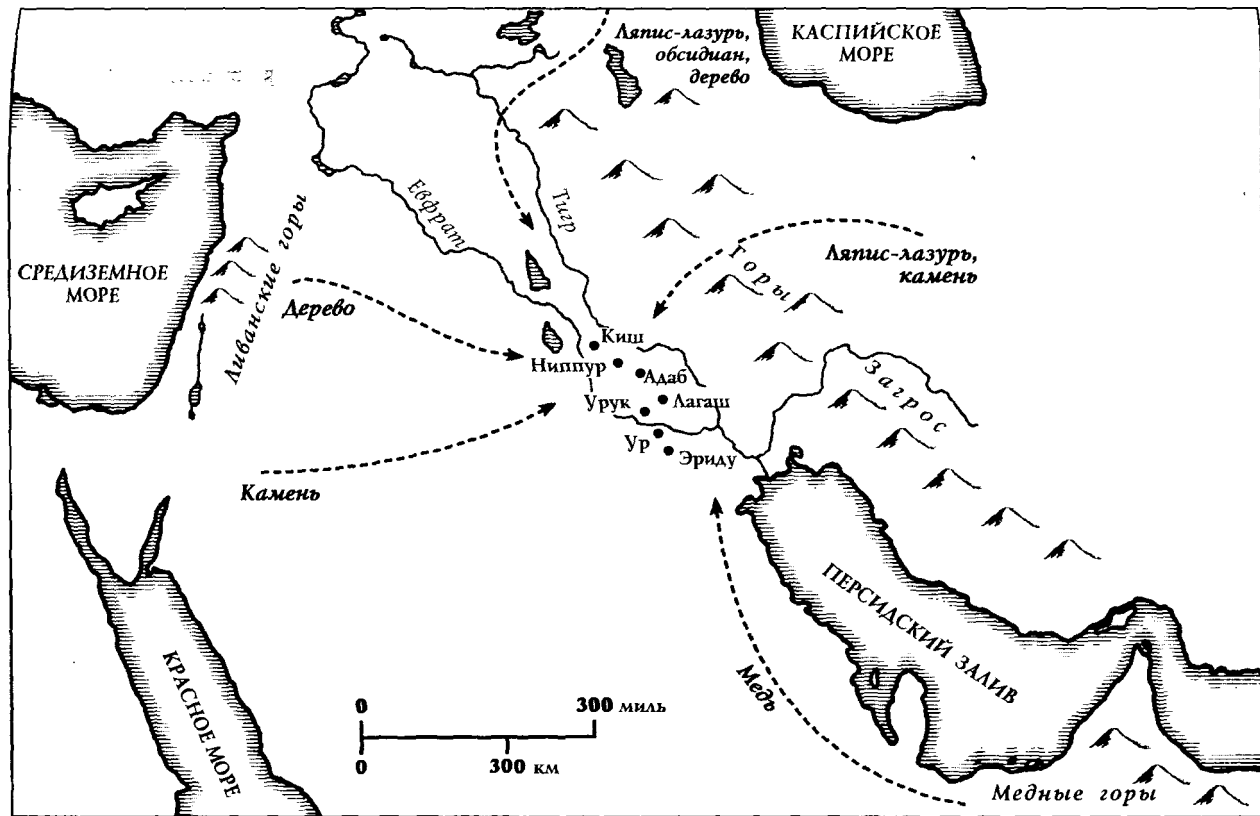 Ляпис-лазурь,
обсидиан,
дерево
КАСПИЙСКОЕ
МОРЕ
Евфрат
Тигр
СРЕДИЗЕМНОЕ
МОРЕ
Ливанские горы
Дерево
Горы
Ляпис-лазурь,
камень
Киш
Ниппур
Адаб
Урук
Лагаш
Ур
Эриду
Загрос
Камень
ПЕРСИДСКИЙ ЗАЛИВ
КРАСНОЕ МОРЕ
Медь
0 300 миль
0 300 км
Медные горы